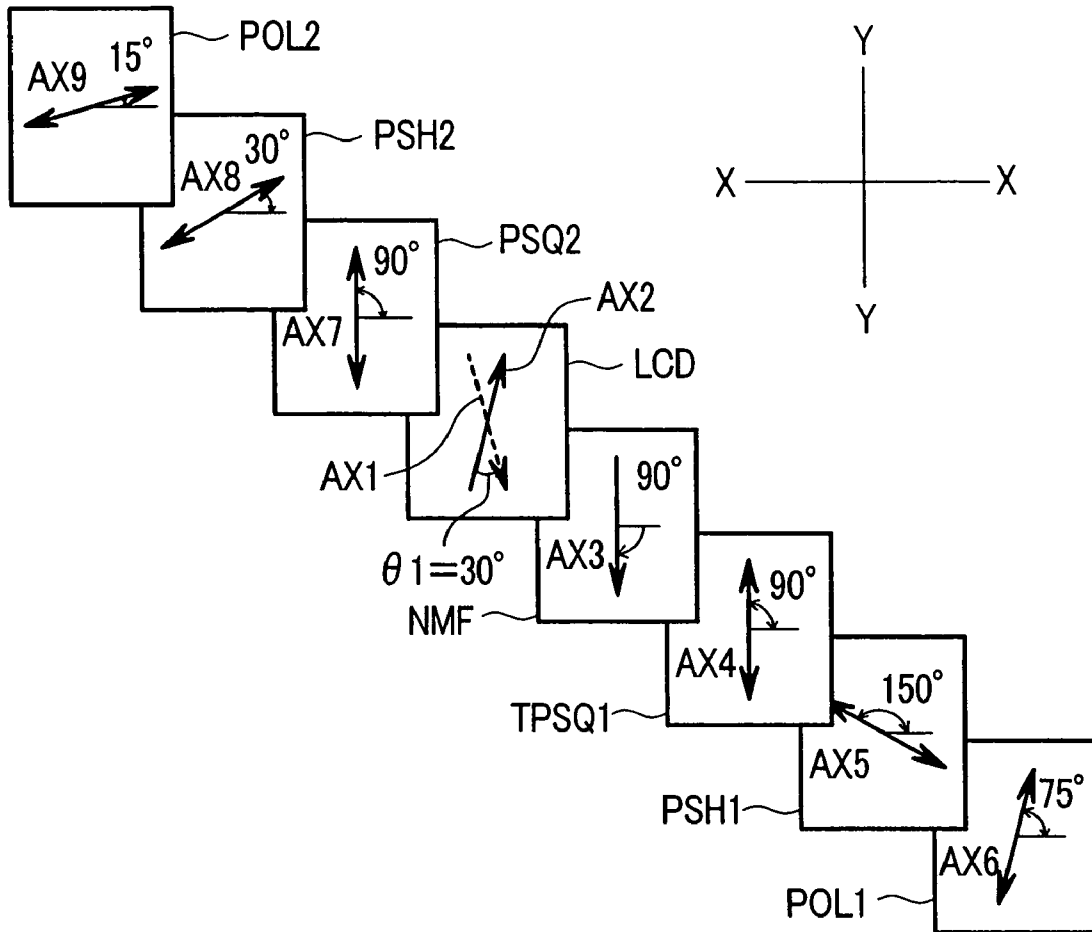 POL2
15°
AX9
PSH2
30°
AX8
Y
X
X
Y
PSQ2
90°
AX7
AX2
LCD
AX1
θ1=30°
90°
AX3
NMF
90°
AX4
TPSQ1
150°
AX5
PSH1
75°
AX6
POL1